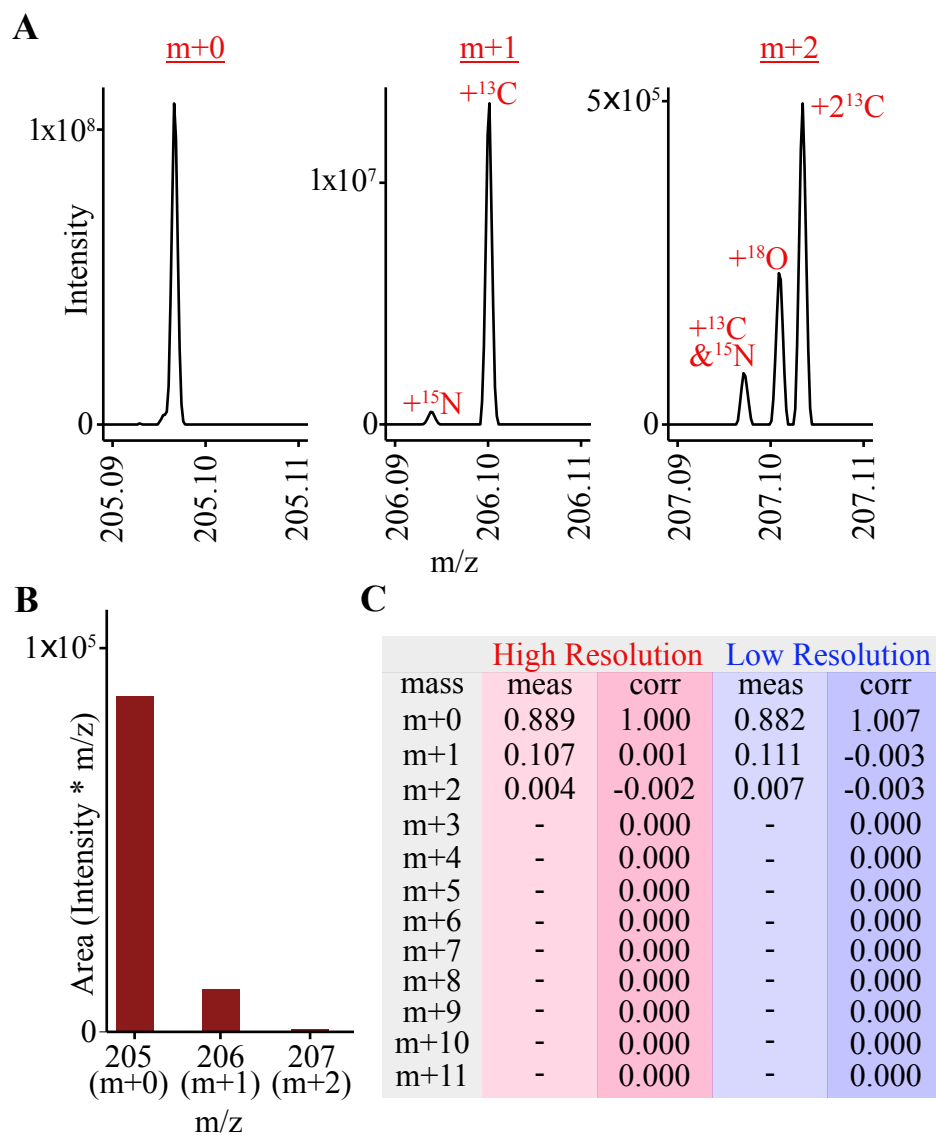 A
m+0
m+1
m+2
1x10⁸
0
Intensity
205.09
205.10
205.11
+¹³C
1x10⁷
+¹⁵N
0
206.09
206.10
206.11
5x10⁵
+2¹³C
+¹⁸O
+¹³C
&¹⁵N
0
207.09
207.10
207.11
m/z
B
1x10⁵
0
Area (Intensity * m/z)
205 206 207
(m+0) (m+1) (m+2)
m/z
C
High Resolution Low Resolution
mass meas corr meas corr
m+0 0.889 1.000 0.882 1.007
m+1 0.107 0.001 0.111 -0.003
m+2 0.004 -0.002 0.007 -0.003
m+3 - 0.000 - 0.000
m+4 - 0.000 - 0.000
m+5 - 0.000 - 0.000
m+6 - 0.000 - 0.000
m+7 - 0.000 - 0.000
m+8 - 0.000 - 0.000
m+9 - 0.000 - 0.000
m+10 - 0.000 - 0.000
m+11 - 0.000 - 0.000